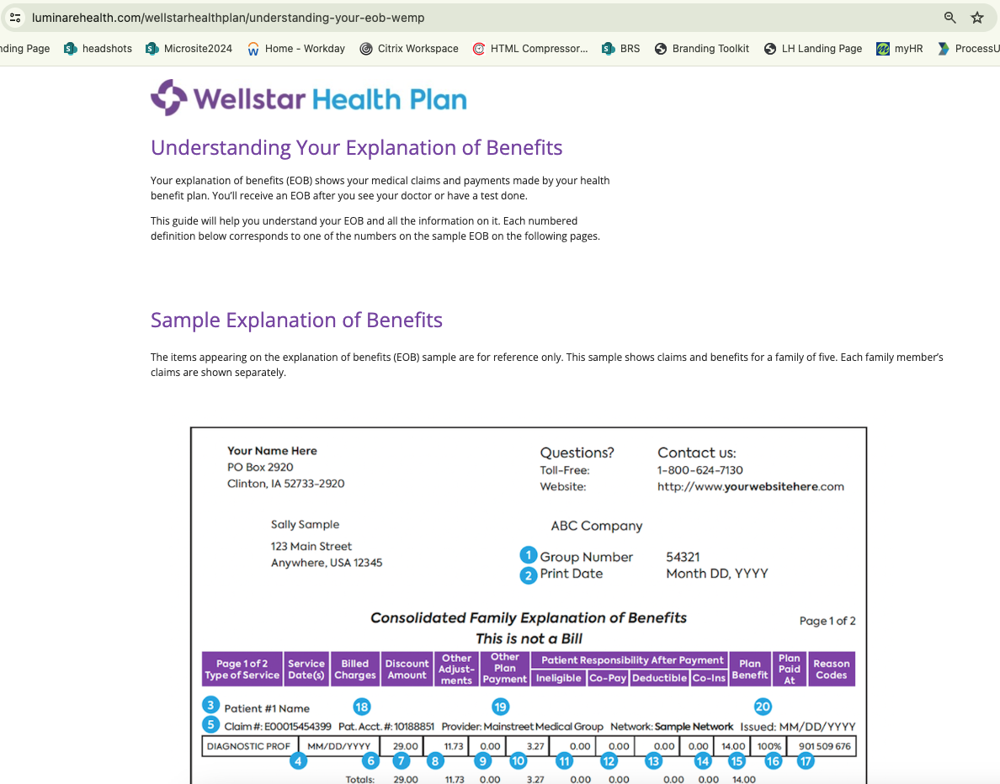 luminarehealth.com/wellstarhealthplan/understanding-your-eob-wemp
nding Page headshots Microsite2024 Home - Workday Citrix Workspace HTML Compressor... BRS Branding Toolkit LH Landing Page myHR ProcessU
Wellstar Health Plan
Understanding Your Explanation of Benefits
Your explanation of benefits (EOB) shows your medical claims and payments made by your health
benefit plan. You'll receive an EOB after you see your doctor or have a test done.
This guide will help you understand your EOB and all the information on it. Each numbered
definition below corresponds to one of the numbers on the sample EOB on the following pages.
Sample Explanation of Benefits
The items appearing on the explanation of benefits (EOB) sample are for reference only. This sample shows claims and benefits for a family of five. Each family member's
claims are shown separately.
Your Name Here
PO Box 2920
Clinton, IA 52733-2920
Questions? Contact us:
Toll-Free: 1-800-624-7130
Website: http://www.yourwebsitehere.com
Sally Sample
123 Main Street
Anywhere, USA 12345
ABC Company
1 Group Number 54321
2 Print Date Month DD, YYYY
Consolidated Family Explanation of Benefits
This is not a Bill
Page 1 of 2
Page 1 of 2
Type of Service
Service
Date(s)
Billed
Charges
Discount
Amount
Other
Adjust-
ments
Other
Plan
Payment
Patient Responsibility After Payment
Ineligible Co-Pay Deductible Co-Ins
Plan
Benefit
Plan
Paid
At
Reason
Codes
3 Patient #1 Name 18 19 20
5 Claim #: E00015454399 Pat. Acct. #: 10188851 Provider: Mainstreet Medical Group Network: Sample Network Issued: MM/DD/YYYY
DIAGNOSTIC PROF MM/DD/YYYY 29.00 11.73 0.00 3.27 0.00 0.00 0.00 0.00 14.00 100% 901 509 676
4 6 7 8 9 10 11 12 13 14 15 16 17
Totals: 29.00 11.73 0.00 3.27 0.00 0.00 0.00 0.00 14.00